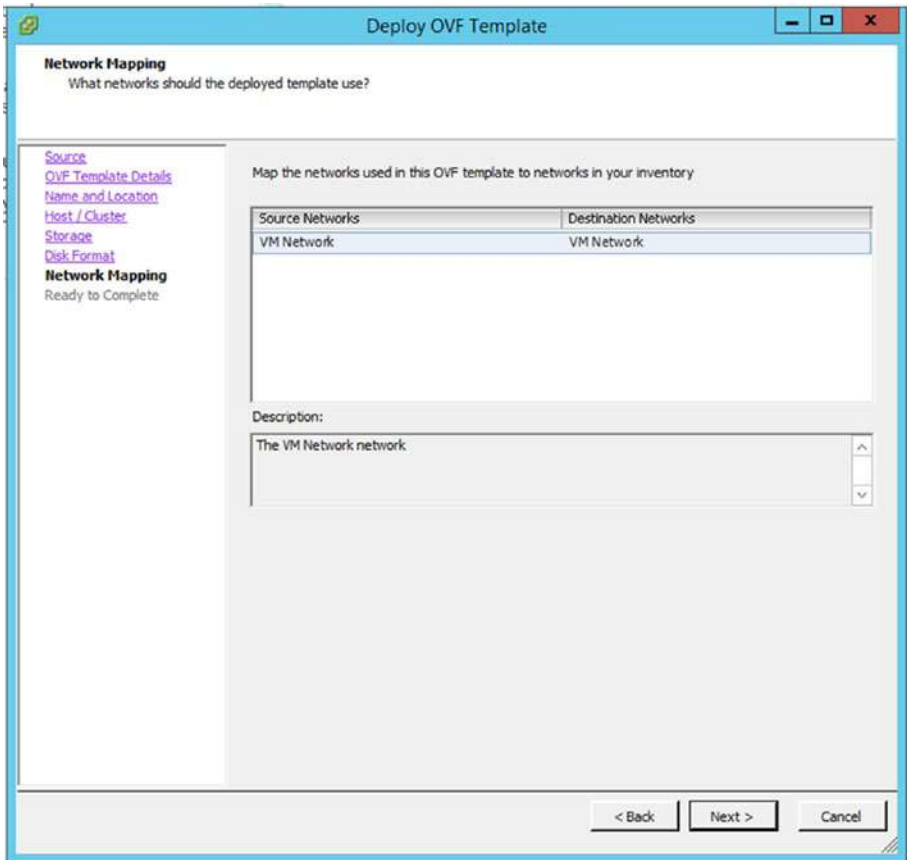 Deploy OVF Template
Network Mapping
What networks should the deployed template use?
Source
OVF Template Details
Name and Location
Host / Cluster
Storage
Disk Format
Network Mapping
Ready to Complete
Map the networks used in this OVF template to networks in your inventory
Source Networks Destination Networks
VM Network VM Network
Description:
The VM Network network
< Back Next > Cancel